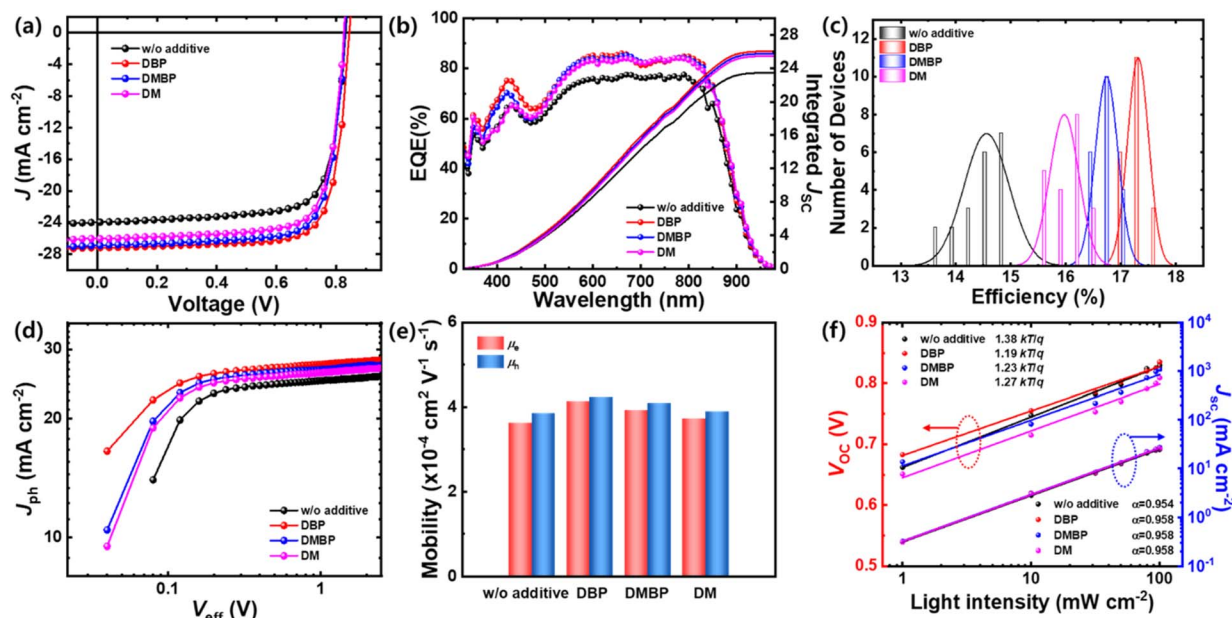 (a)
0
-4
-8
-12
-16
-20
-24
-28
J (mA cm-2)
w/o additive
DBP
DMBP
DM
0.0 0.2 0.4 0.6 0.8
Voltage (V)
(b)
100
80
60
40
20
0
EQE(%)
28
24
20
16
12
8
4
0
Integrated JSC
w/o additive
DBP
DMBP
DM
400 500 600 700 800 900
Wavelength (nm)
(c)
12
10
8
6
4
2
0
Number of Devices
w/o additive
DBP
DMBP
DM
13 14 15 16 17 18
Efficiency (%)
(d)
30
20
10
Jph (mA cm-2)
w/o additive
DBP
DMBP
DM
0.1 1
Veff (V)
(e)
6
4
2
0
Mobility (x10-4 cm2 V-1 s-1)
μe
μh
w/o additive DBP DMBP DM
(f)
0.9
0.8
0.7
0.6
0.5
VOC (V)
w/o additive 1.38 kT/q
DBP 1.19 kT/q
DMBP 1.23 kT/q
DM 1.27 kT/q
w/o additive α=0.954
DBP α=0.958
DMBP α=0.958
DM α=0.958
104
103
102
101
100
10-1
10-2
JSC (mA cm-2)
1 10 100
Light intensity (mW cm-2)